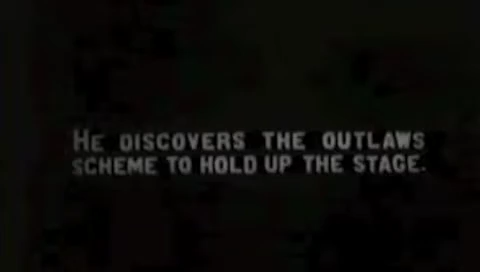 HE DISCOVERS THE OUTLAWS
SCHEME TO HOLD UP THE STAGE.